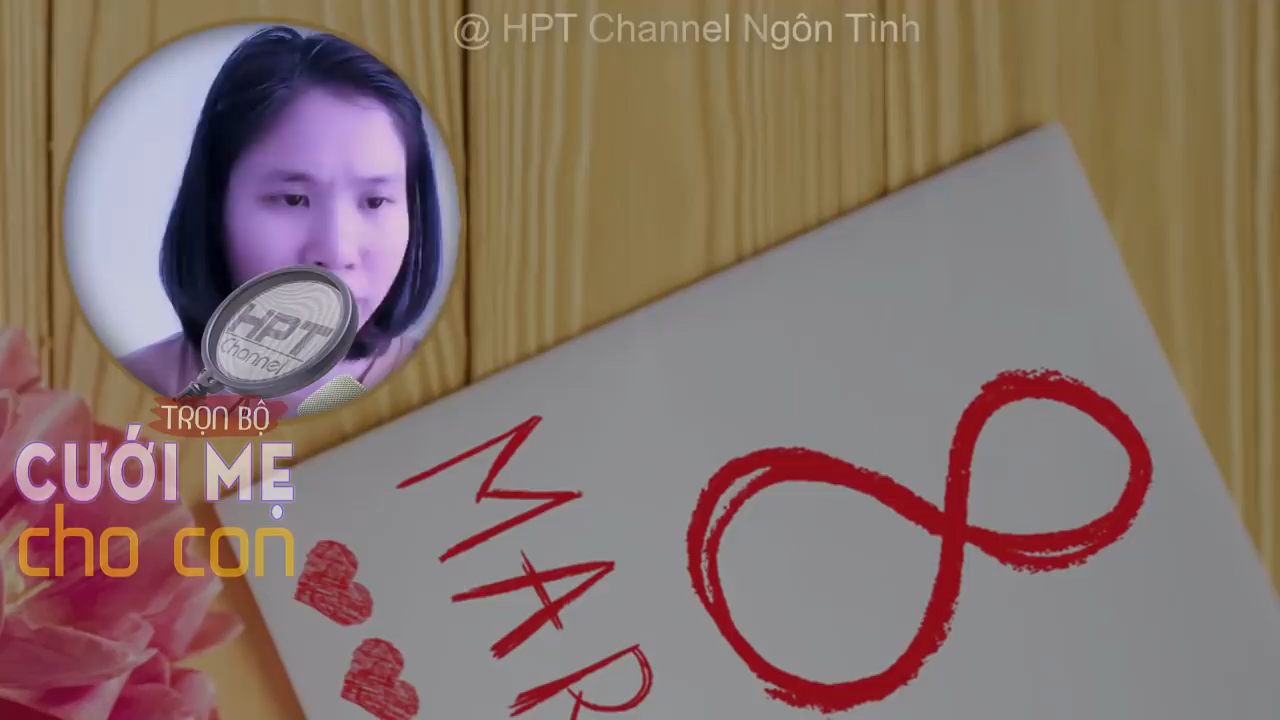 @ HPT Channel Ngôn Tình
HPT
Channel
TRỌN BỘ
CƯỚI MẸ
cho con
MAR
8